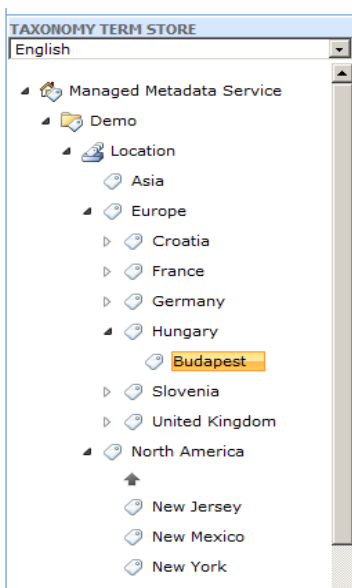 TAXONOMY TERM STORE
English
Managed Metadata Service
Demo
Location
Asia
Europe
Croatia
France
Germany
Hungary
Budapest
Slovenia
United Kingdom
North America
New Jersey
New Mexico
New York